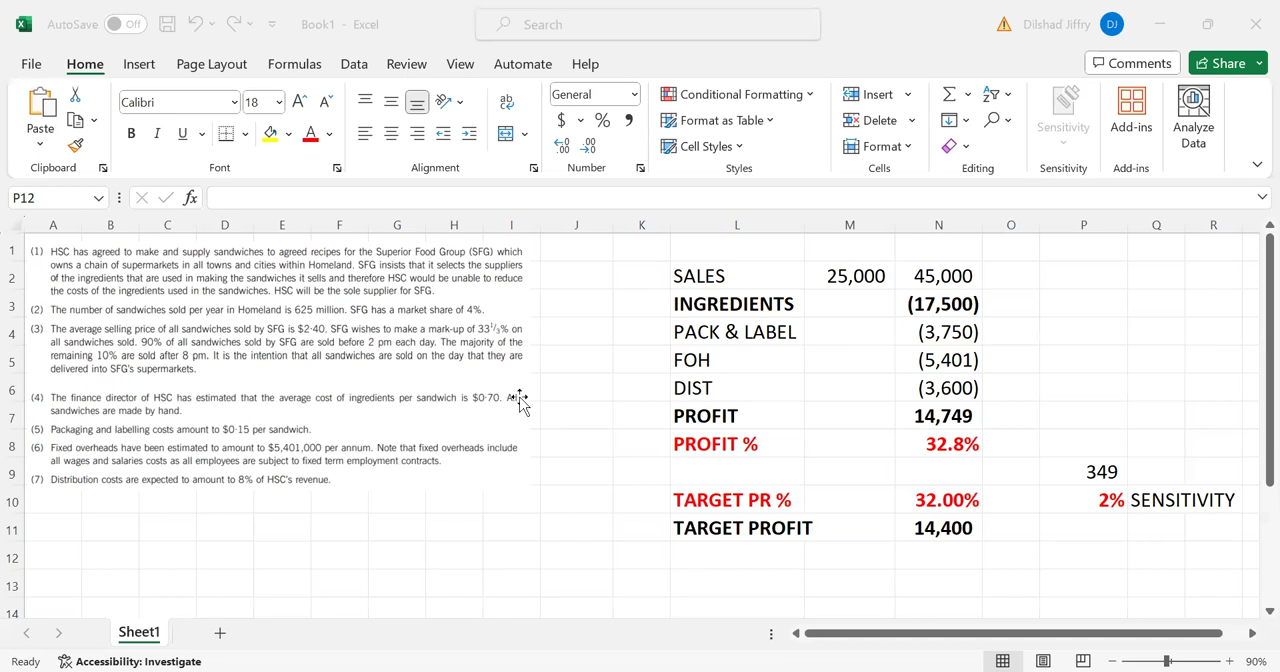 AutoSave Off Book1 - Excel Search Dilshad Jiffry DJ
File Home Insert Page Layout Formulas Data Review View Automate Help Comments Share
Calibri 18 General Conditional Formatting Insert
Paste B I U $ % Format as Table Delete Sensitivity Add-ins Analyze Data
Cell Styles Format
Clipboard Font Alignment Number Styles Cells Editing Sensitivity Add-ins
P12 fx
A B C D E F G H I J K L M N O P Q R
1 (1) HSC has agreed to make and supply sandwiches to agreed recipes for the Superior Food Group (SFG) which
owns a chain of supermarkets in all towns and cities within Homeland. SFG insists that it selects the suppliers
2 of the ingredients that are used in making the sandwiches it sells and therefore HSC would be unable to reduce
the costs of the ingredients used in the sandwiches. HSC will be the sole supplier for SFG.
SALES 25,000 45,000
3 (2) The number of sandwiches sold per year in Homeland is 625 million. SFG has a market share of 4%.
INGREDIENTS (17,500)
4 (3) The average selling price of all sandwiches sold by SFG is $2·40. SFG wishes to make a mark-up of 33 1/3% on
all sandwiches sold. 90% of all sandwiches sold by SFG are sold before 2 pm each day. The majority of the
PACK & LABEL (3,750)
5 remaining 10% are sold after 8 pm. It is the intention that all sandwiches are sold on the day that they are
delivered into SFG's supermarkets.
FOH (5,401)
6 (4) The finance director of HSC has estimated that the average cost of ingredients per sandwich is $0·70.
DIST (3,600)
7 sandwiches are made by hand.
(5) Packaging and labelling costs amount to $0·15 per sandwich.
PROFIT 14,749
8 (6) Fixed overheads have been estimated to amount to $5,401,000 per annum. Note that fixed overheads include
all wages and salaries costs as all employees are subject to fixed term employment contracts.
PROFIT % 32.8%
9 (7) Distribution costs are expected to amount to 8% of HSC's revenue.
349
10 TARGET PR % 32.00% 2% SENSITIVITY
11 TARGET PROFIT 14,400
12
13
14
Sheet1
Ready Accessibility: Investigate 90%